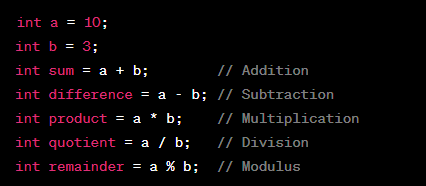 int a = 10;
int b = 3;
int sum = a + b;        // Addition
int difference = a - b; // Subtraction
int product = a * b;    // Multiplication
int quotient = a / b;   // Division
int remainder = a % b;  // Modulus